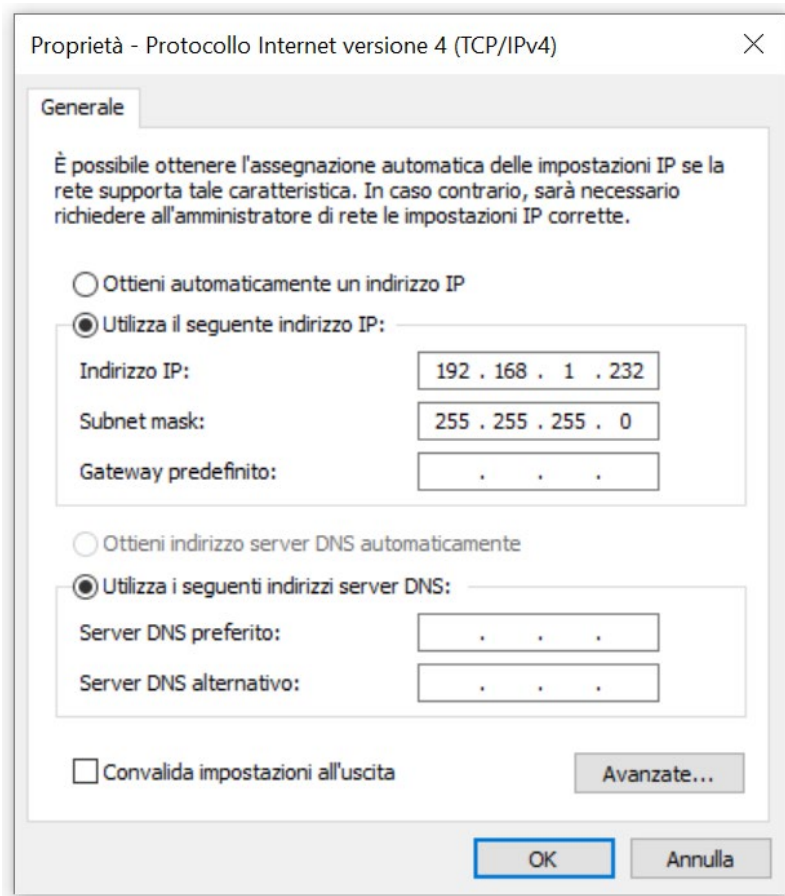 Proprietà - Protocollo Internet versione 4 (TCP/IPv4)
Generale
È possibile ottenere l'assegnazione automatica delle impostazioni IP se la
rete supporta tale caratteristica. In caso contrario, sarà necessario
richiedere all'amministratore di rete le impostazioni IP corrette.
Ottieni automaticamente un indirizzo IP
Utilizza il seguente indirizzo IP:
Indirizzo IP: 192 . 168 . 1 . 232
Subnet mask: 255 . 255 . 255 . 0
Gateway predefinito: . . .
Ottieni indirizzo server DNS automaticamente
Utilizza i seguenti indirizzi server DNS:
Server DNS preferito: . . .
Server DNS alternativo: . . .
Convalida impostazioni all'uscita Avanzate...
OK Annulla